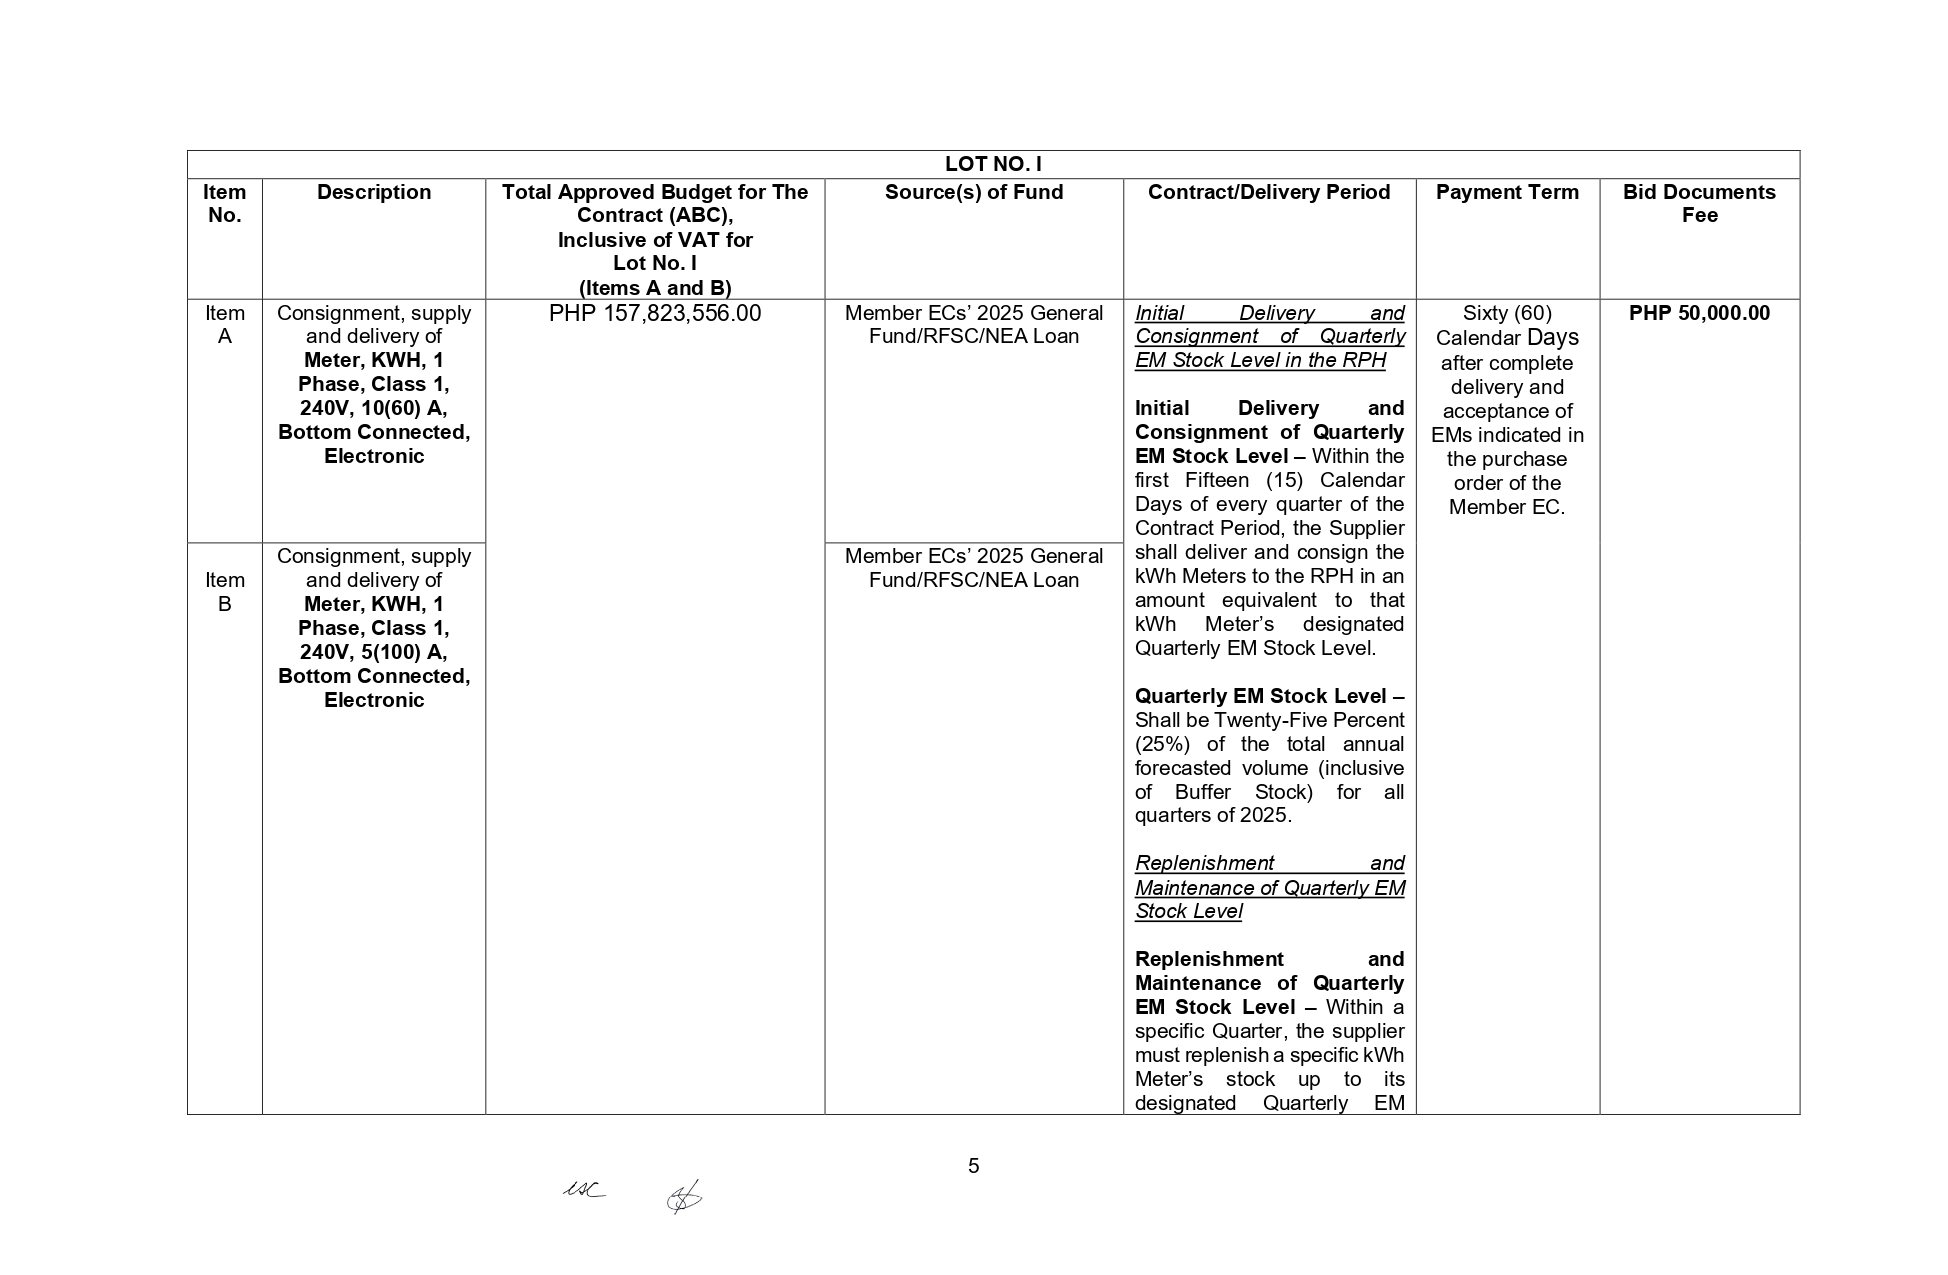 LOT NO. I
Item
No.
Description
Total Approved Budget for The
Contract (ABC),
Inclusive of VAT for
Lot No. I
(Items A and B)
Source(s) of Fund
Contract/Delivery Period
Payment Term
Bid Documents
Fee
Item
A
Consignment, supply
and delivery of
Meter, KWH, 1
Phase, Class 1,
240V, 10(60) A,
Bottom Connected,
Electronic
PHP 157,823,556.00
Member ECs’ 2025 General
Fund/RFSC/NEA Loan
Initial Delivery and
Consignment of Quarterly
EM Stock Level in the RPH
Initial Delivery and
Consignment of Quarterly
EM Stock Level – Within the
first Fifteen (15) Calendar
Days of every quarter of the
Contract Period, the Supplier
shall deliver and consign the
kWh Meters to the RPH in an
amount equivalent to that
kWh Meter’s designated
Quarterly EM Stock Level.
Quarterly EM Stock Level –
Shall be Twenty-Five Percent
(25%) of the total annual
forecasted volume (inclusive
of Buffer Stock) for all
quarters of 2025.
Replenishment and
Maintenance of Quarterly EM
Stock Level
Replenishment and
Maintenance of Quarterly
EM Stock Level – Within a
specific Quarter, the supplier
must replenish a specific kWh
Meter’s stock up to its
designated Quarterly EM
Sixty (60)
Calendar Days
after complete
delivery and
acceptance of
EMs indicated in
the purchase
order of the
Member EC.
PHP 50,000.00
Item
B
Consignment, supply
and delivery of
Meter, KWH, 1
Phase, Class 1,
240V, 5(100) A,
Bottom Connected,
Electronic
Member ECs’ 2025 General
Fund/RFSC/NEA Loan
5